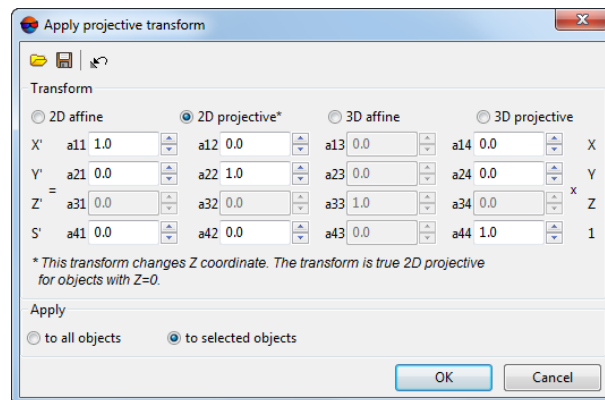 Apply projective transform
Transform
2D affine 2D projective* 3D affine 3D projective
X' a11 1.0 a12 0.0 a13 0.0 a14 0.0 X
Y' a21 0.0 a22 1.0 a23 0.0 a24 0.0 Y
= x
Z' a31 0.0 a32 0.0 a33 1.0 a34 0.0 Z
S' a41 0.0 a42 0.0 a43 0.0 a44 1.0 1
* This transform changes Z coordinate. The transform is true 2D projective
for objects with Z=0.
Apply
to all objects to selected objects
OK Cancel